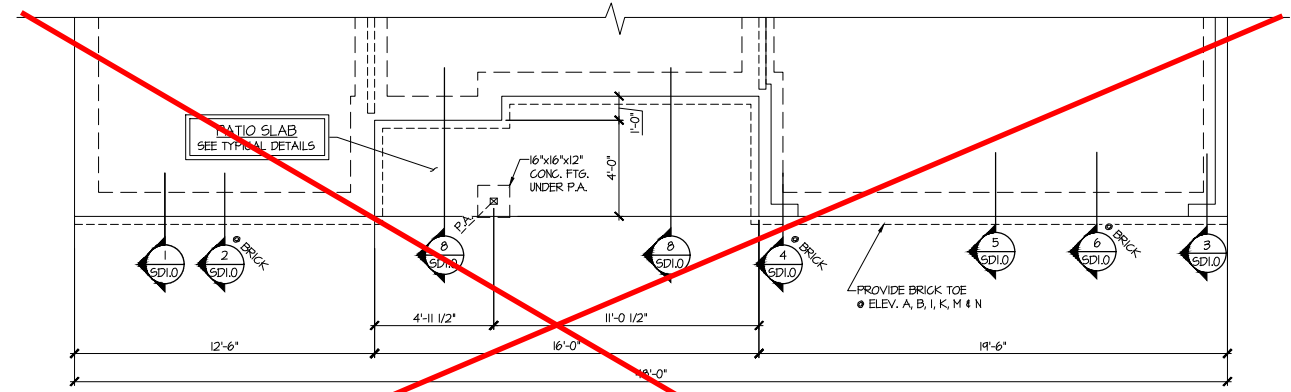 PATIO SLAB
SEE TYPICAL DETAILS
1'-0"
4'-0"
16"x16"x12"
CONC. FTG.
UNDER P.A.
P.A.
1
SD1.0
2
SD1.0
@ BRICK
8
SD1.0
8
SD1.0
4
SD1.0
@ BRICK
5
SD1.0
6
SD1.0
@ BRICK
3
SD1.0
PROVIDE BRICK TOE
@ ELEV. A, B, I, K, M & N
4'-11 1/2"
11'-0 1/2"
12'-6"
16'-0"
19'-6"